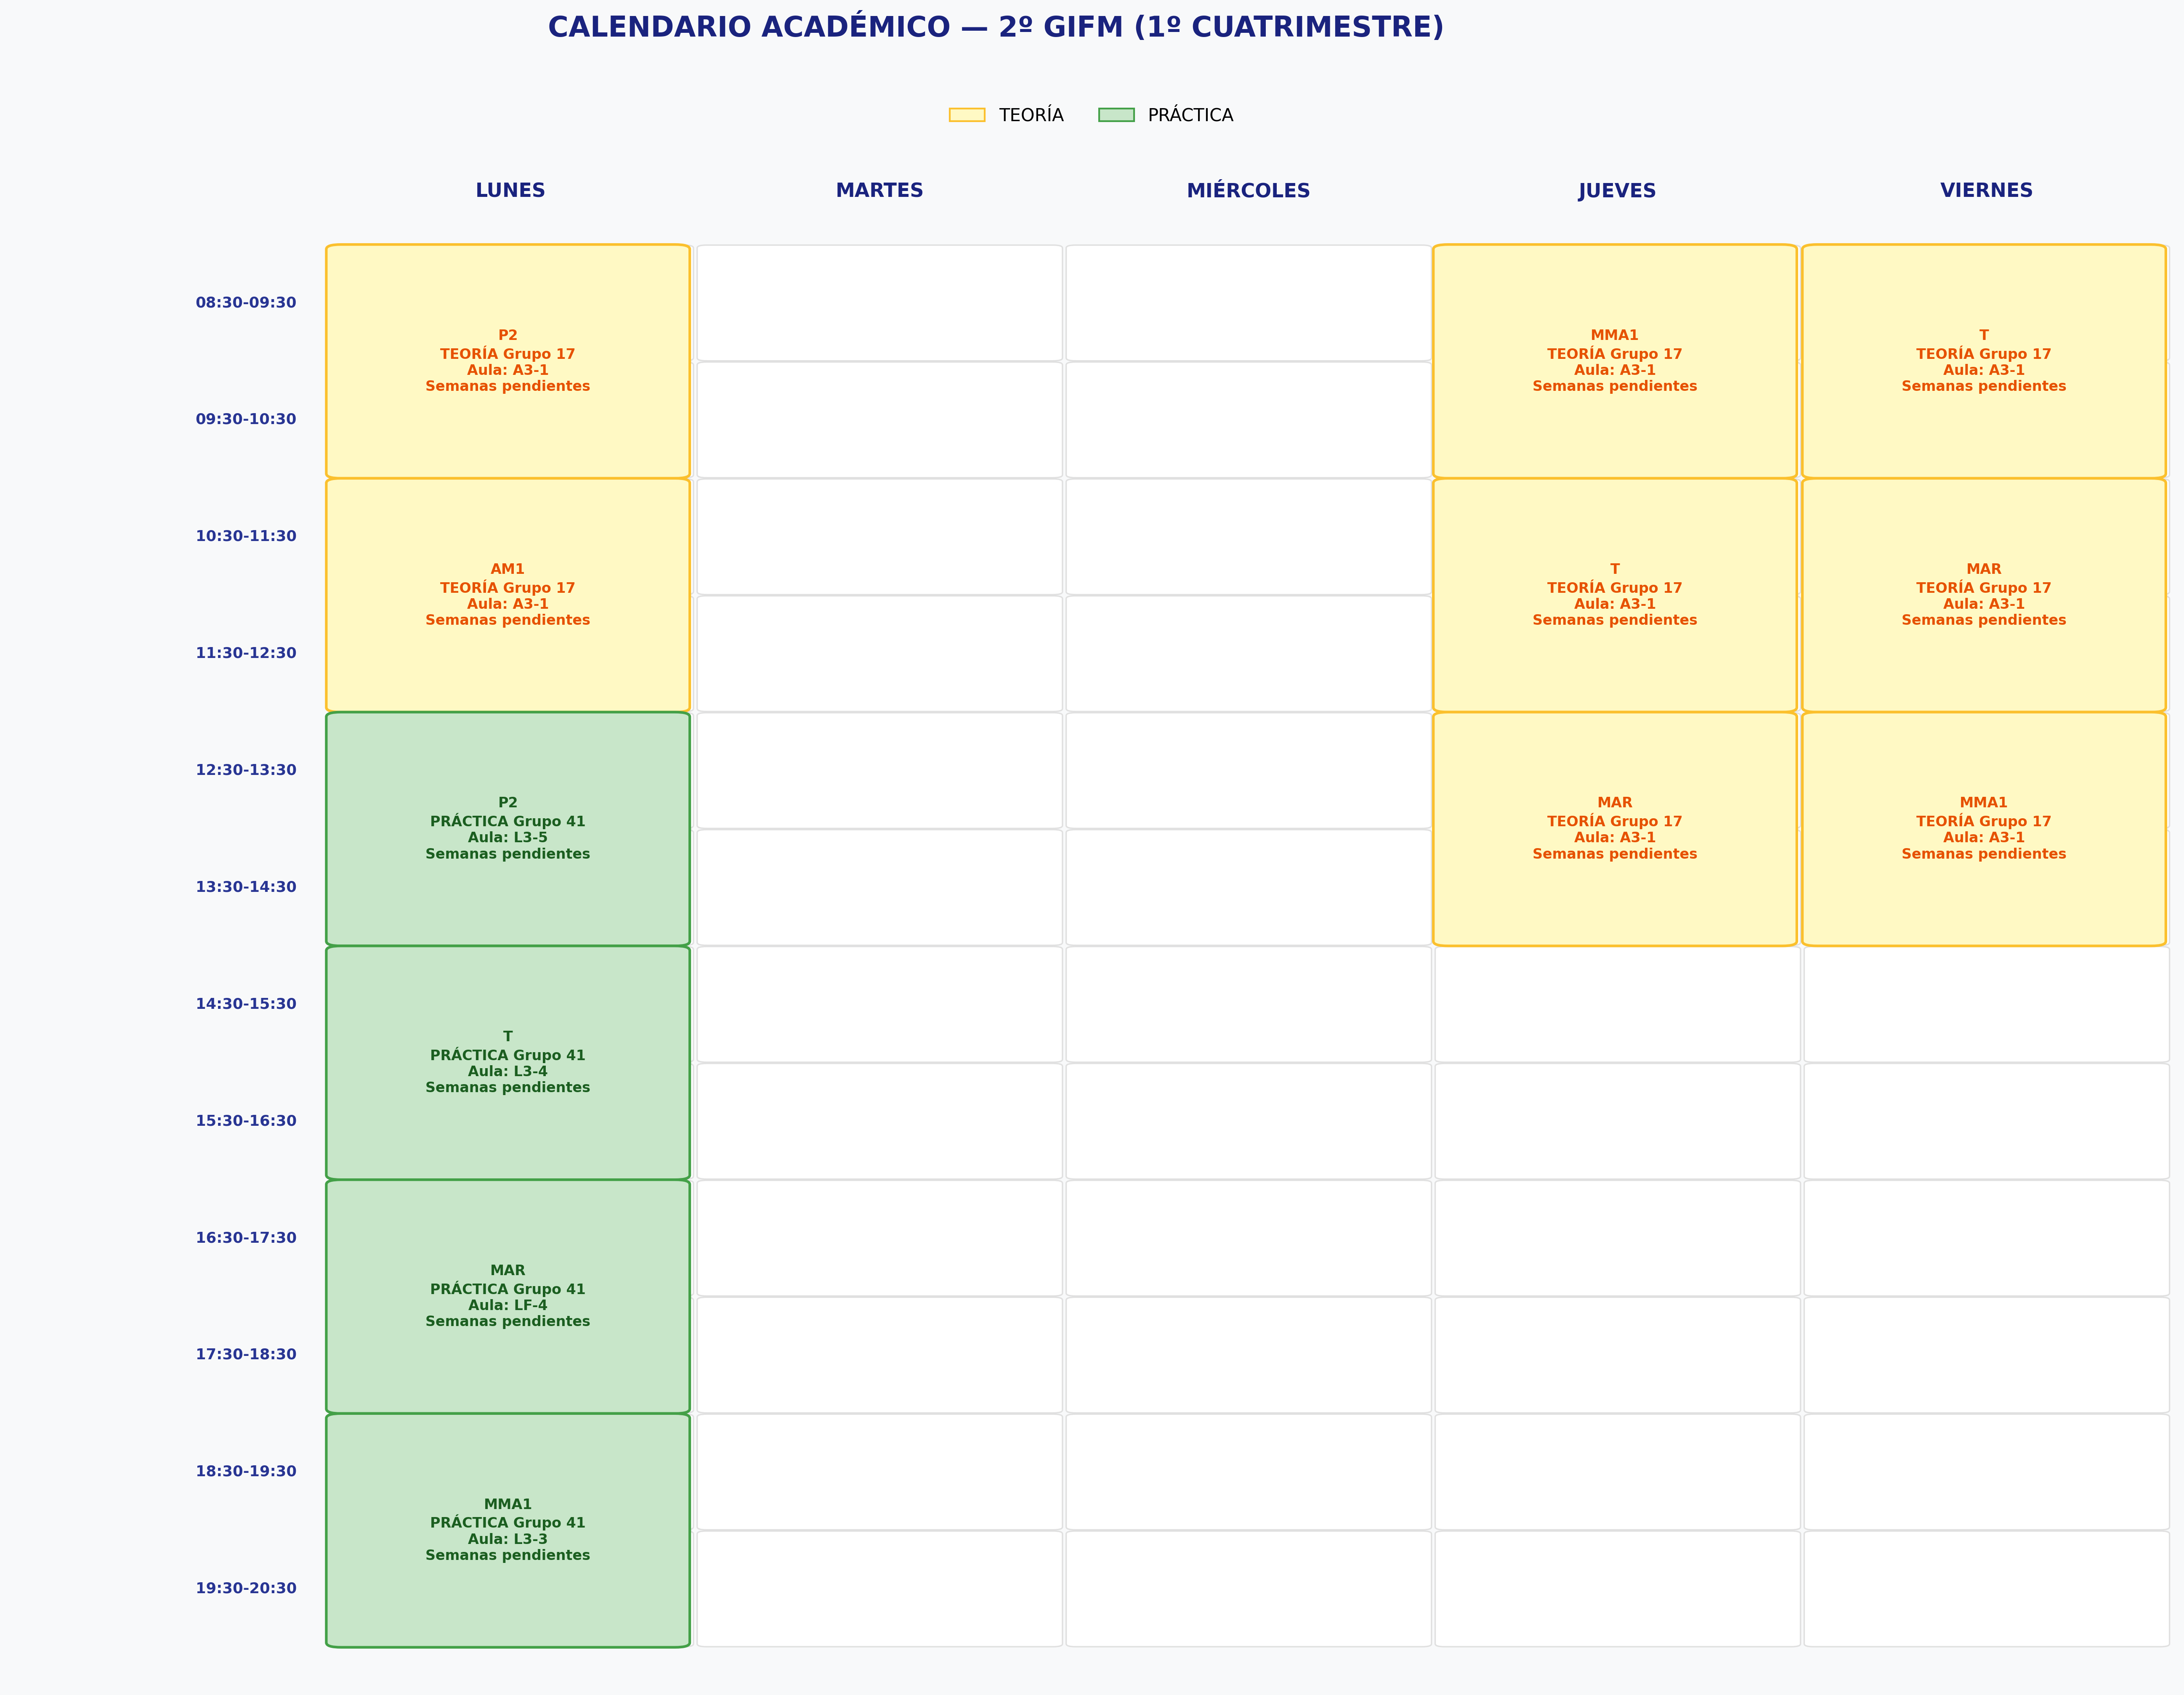 CALENDARIO ACADÉMICO — 2º GIFM (1º CUATRIMESTRE)
TEORÍA
PRÁCTICA
LUNES
MARTES
MIÉRCOLES
JUEVES
VIERNES
08:30-09:30
09:30-10:30
P2
TEORÍA Grupo 17
Aula: A3-1
Semanas pendientes
MMA1
TEORÍA Grupo 17
Aula: A3-1
Semanas pendientes
T
TEORÍA Grupo 17
Aula: A3-1
Semanas pendientes
10:30-11:30
11:30-12:30
AM1
TEORÍA Grupo 17
Aula: A3-1
Semanas pendientes
T
TEORÍA Grupo 17
Aula: A3-1
Semanas pendientes
MAR
TEORÍA Grupo 17
Aula: A3-1
Semanas pendientes
12:30-13:30
13:30-14:30
P2
PRÁCTICA Grupo 41
Aula: L3-5
Semanas pendientes
MAR
TEORÍA Grupo 17
Aula: A3-1
Semanas pendientes
MMA1
TEORÍA Grupo 17
Aula: A3-1
Semanas pendientes
14:30-15:30
15:30-16:30
T
PRÁCTICA Grupo 41
Aula: L3-4
Semanas pendientes
16:30-17:30
17:30-18:30
MAR
PRÁCTICA Grupo 41
Aula: LF-4
Semanas pendientes
18:30-19:30
19:30-20:30
MMA1
PRÁCTICA Grupo 41
Aula: L3-3
Semanas pendientes